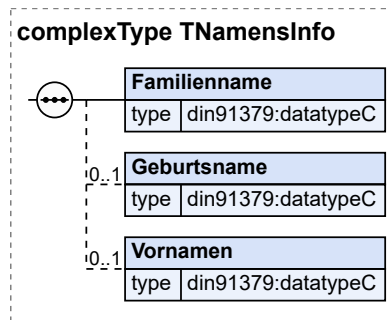 complexType TNamensInfo
Familienname
type din91379:datatypeC
0..1
Geburtsname
type din91379:datatypeC
0..1
Vornamen
type din91379:datatypeC